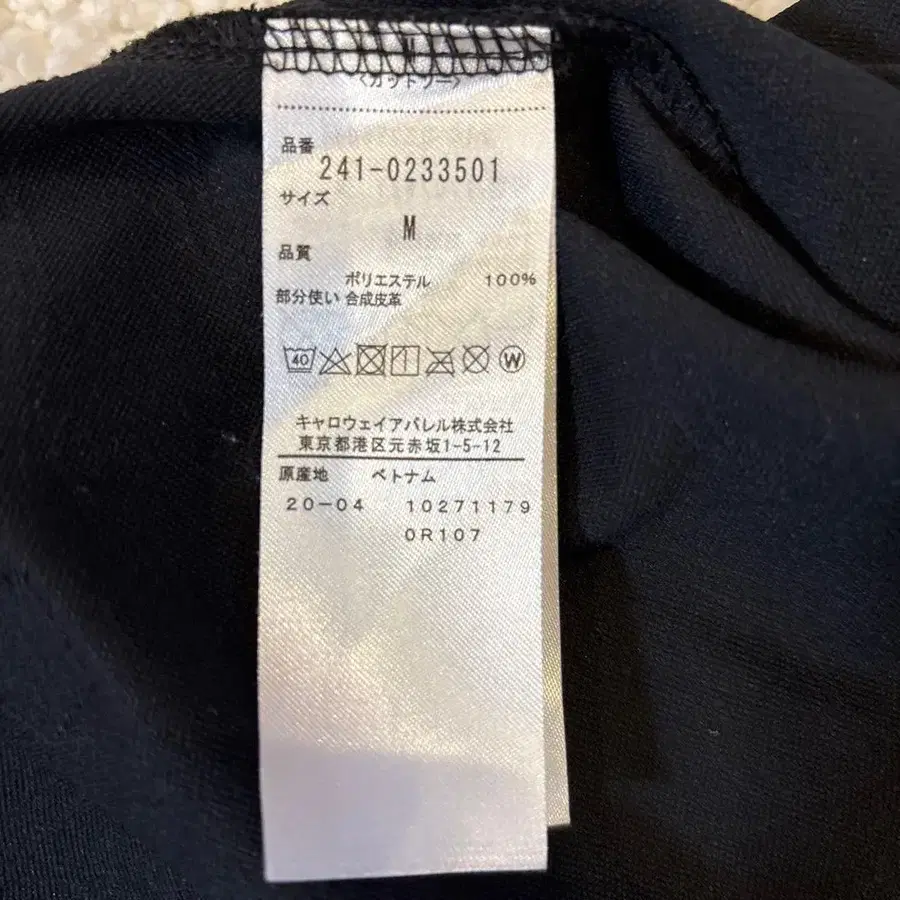 <カットソー>
品番
241-0233501
サイズ
M
品質
ポリエステル 100%
部分使い 合成皮革
40 W
キャロウェイアパレル株式会社
東京都港区元赤坂1-5-12
原産地 ベトナム
20-04 10271179
0R107